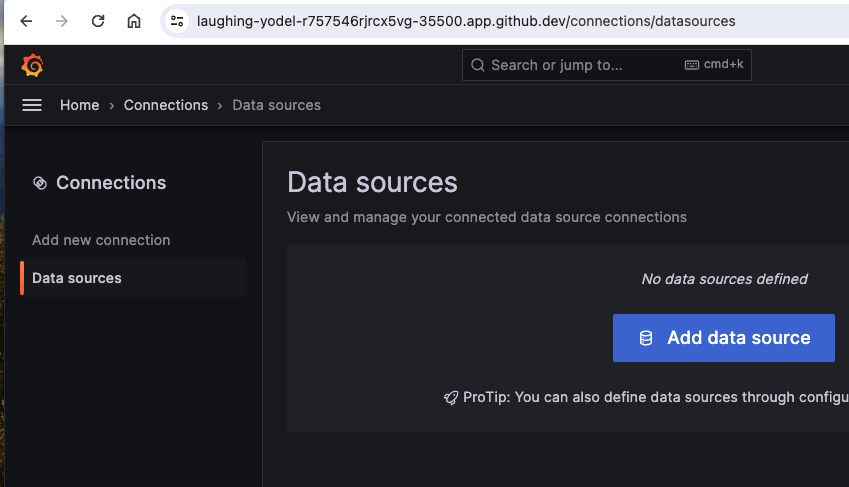 laughing-yodel-r757546rjrcx5vg-35500.app.github.dev/connections/datasources
Search or jump to... cmd+k
Home › Connections › Data sources
Connections
Add new connection
Data sources
Data sources
View and manage your connected data source connections
No data sources defined
Add data source
ProTip: You can also define data sources through configu